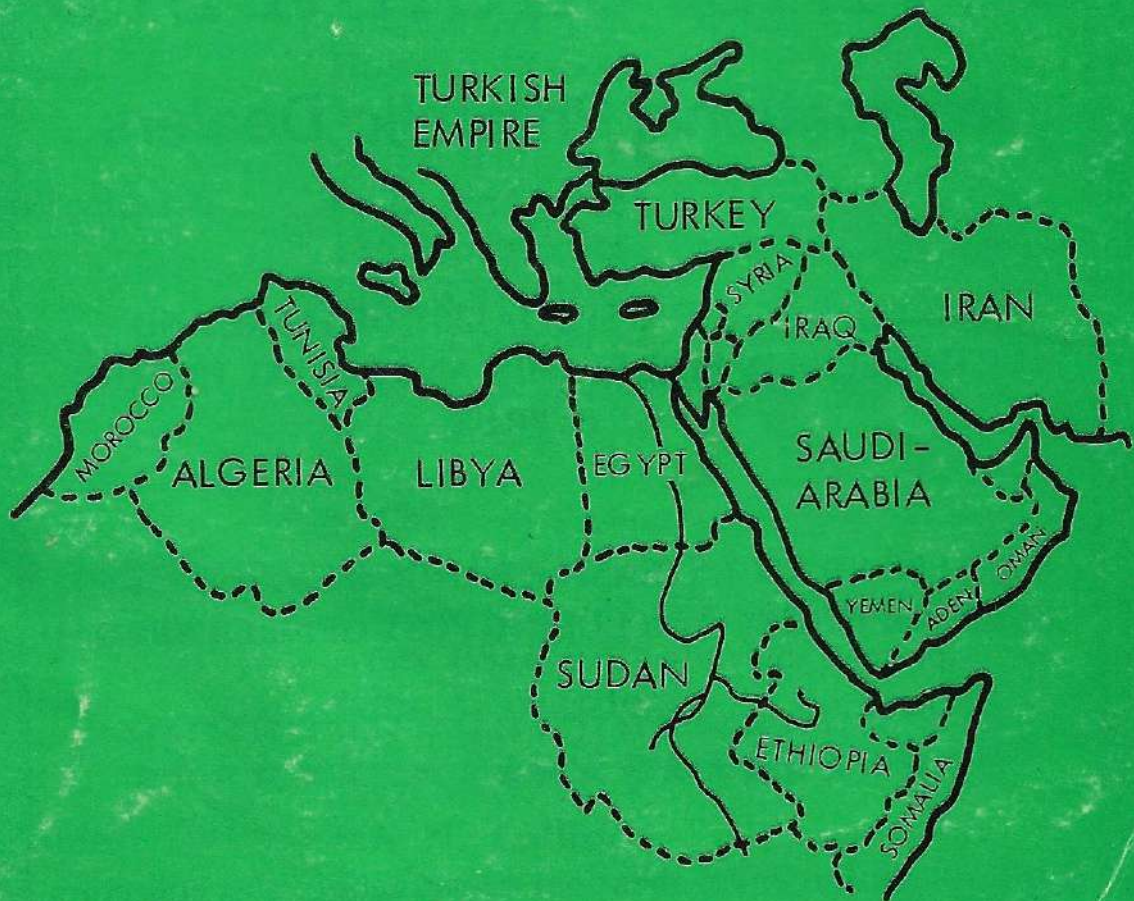 TURKISH
EMPIRE
TURKEY
SYRIA
IRAQ
IRAN
TUNISIA
MOROCCO
ALGERIA
LIBYA
EGYPT
SAUDI-
ARABIA
OMAN
YEMEN
ADEN
SUDAN
ETHIOPIA
SOMALIA